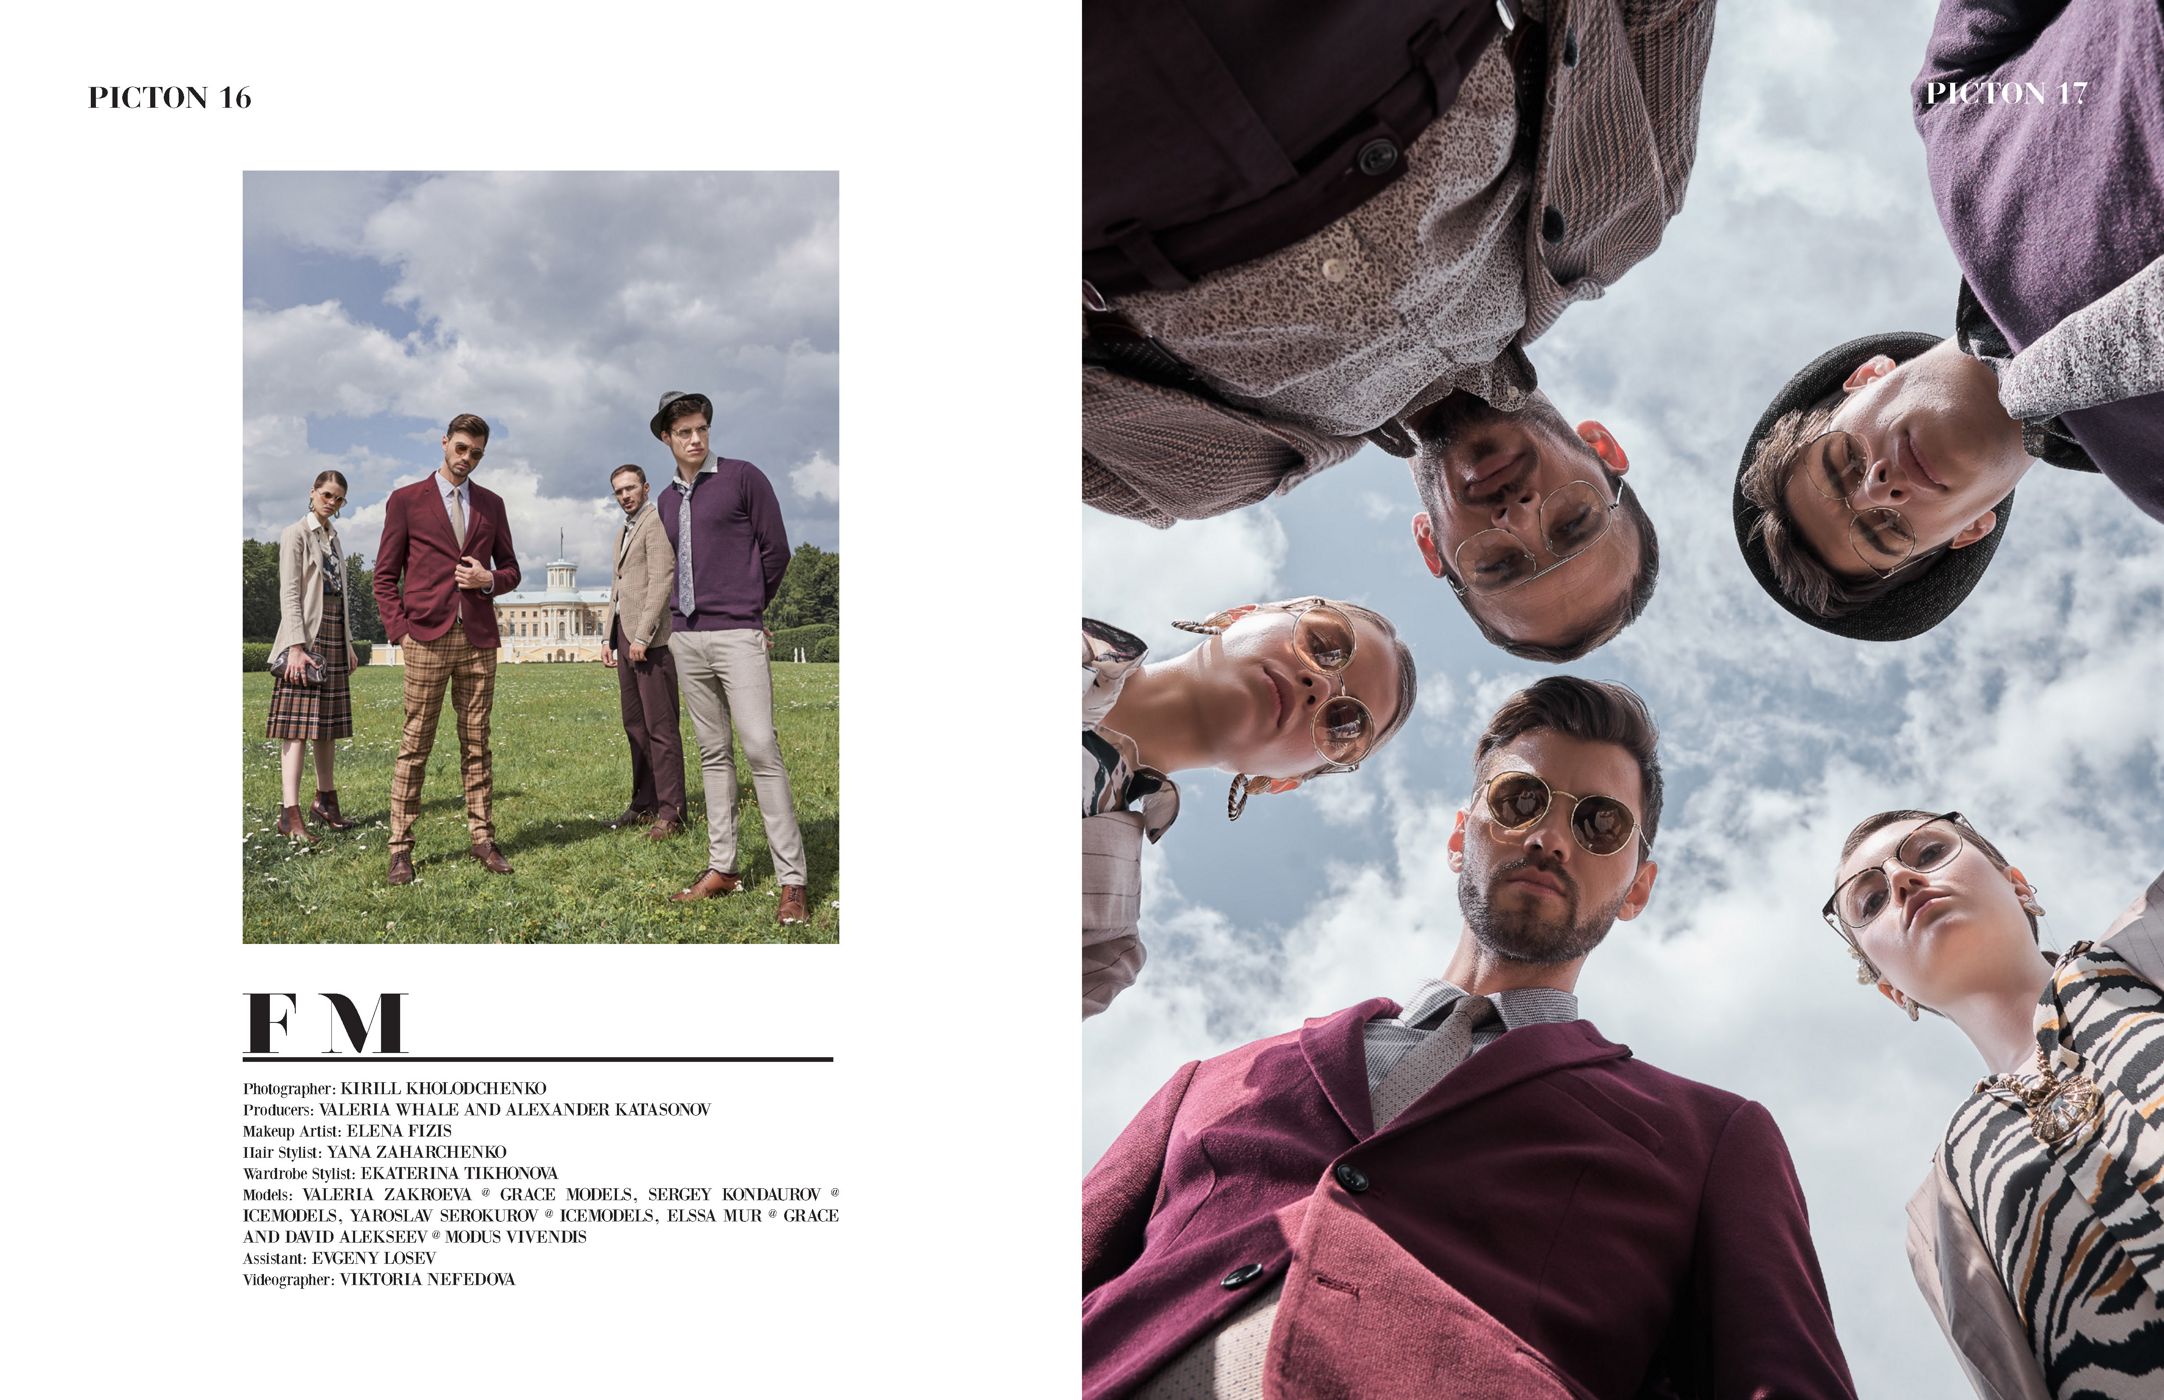 PICTON 16
F M
Photographer: KIRILL KHOLODCHENKO
Producers: VALERIA WHALE AND ALEXANDER KATASONOV
Makeup Artist: ELENA FIZIS
Hair Stylist: YANA ZAHARCHENKO
Wardrobe Stylist: EKATERINA TIKHONOVA
Models: VALERIA ZAKROEVA @ GRACE MODELS, SERGEY KONDAUROV @
ICEMODELS, YAROSLAV SEROKUROV @ ICEMODELS, ELSSA MUR @ GRACE
AND DAVID ALEKSEEV @ MODUS VIVENDIS
Assistant: EVGENY LOSEV
Videographer: VIKTORIA NEFEDOVA
PICTON 17